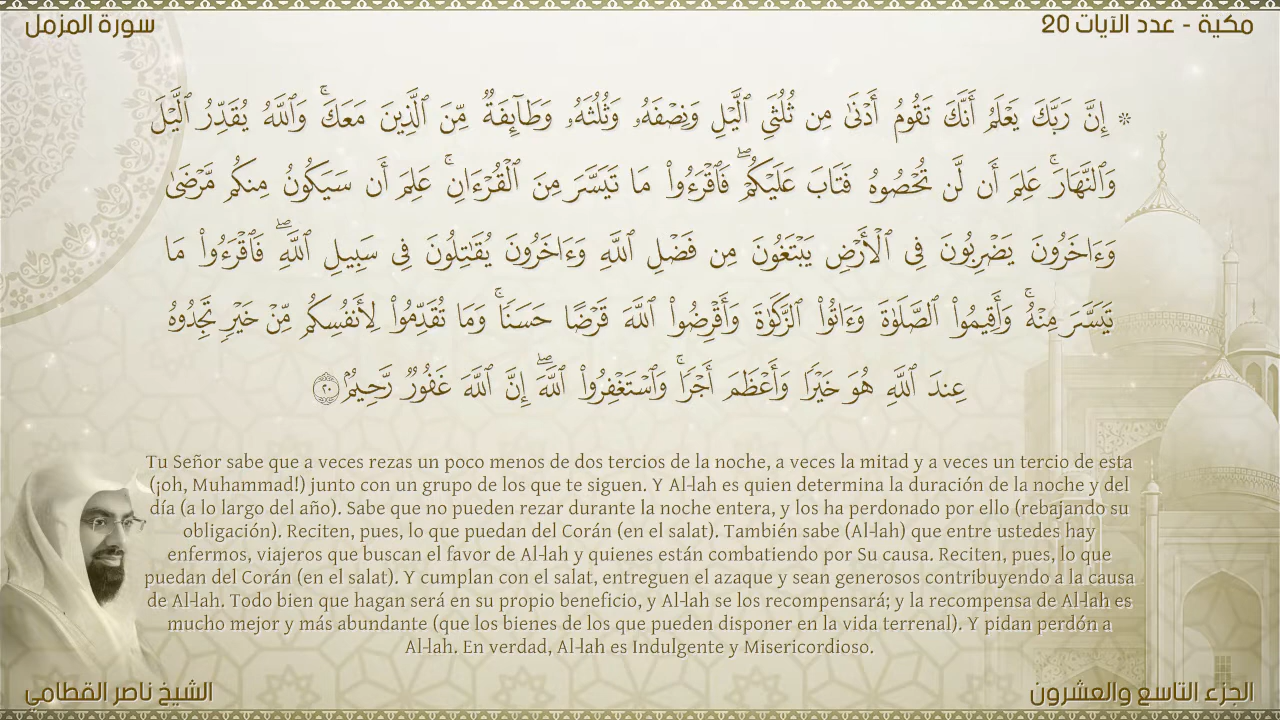 سورة المزمل
مكية - عدد الآيات 20
۞ إِنَّ رَبَّكَ يَعْلَمُ أَنَّكَ تَقُومُ أَدْنَىٰ مِن ثُلُثَيِ ٱلَّيْلِ وَنِصْفَهُۥ وَثُلُثَهُۥ وَطَآئِفَةٌ مِّنَ ٱلَّذِينَ مَعَكَ ۚ وَٱللَّهُ يُقَدِّرُ ٱلَّيْلَ
وَٱلنَّهَارَ ۚ عَلِمَ أَن لَّن تُحْصُوهُ فَتَابَ عَلَيْكُمْ ۖ فَٱقْرَءُوا۟ مَا تَيَسَّرَ مِنَ ٱلْقُرْءَانِ ۚ عَلِمَ أَن سَيَكُونُ مِنكُم مَّرْضَىٰ
وَءَاخَرُونَ يَضْرِبُونَ فِى ٱلْأَرْضِ يَبْتَغُونَ مِن فَضْلِ ٱللَّهِ وَءَاخَرُونَ يُقَٰتِلُونَ فِى سَبِيلِ ٱللَّهِ ۖ فَٱقْرَءُوا۟ مَا
تَيَسَّرَ مِنْهُ ۚ وَأَقِيمُوا۟ ٱلصَّلَوٰةَ وَءَاتُوا۟ ٱلزَّكَوٰةَ وَأَقْرِضُوا۟ ٱللَّهَ قَرْضًا حَسَنًا ۚ وَمَا تُقَدِّمُوا۟ لِأَنفُسِكُم مِّنْ خَيْرٍ تَجِدُوهُ
عِندَ ٱللَّهِ هُوَ خَيْرًا وَأَعْظَمَ أَجْرًا ۚ وَٱسْتَغْفِرُوا۟ ٱللَّهَ ۖ إِنَّ ٱللَّهَ غَفُورٌ رَّحِيمٌۢ ٢٠
Tu Señor sabe que a veces rezas un poco menos de dos tercios de la noche, a veces la mitad y a veces un tercio de esta
(¡oh, Muhammad!) junto con un grupo de los que te siguen. Y Al-lah es quien determina la duración de la noche y del
día (a lo largo del año). Sabe que no pueden rezar durante la noche entera, y los ha perdonado por ello (rebajando su
obligación). Reciten, pues, lo que puedan del Corán (en el salat). También sabe (Al-lah) que entre ustedes hay
enfermos, viajeros que buscan el favor de Al-lah y quienes están combatiendo por Su causa. Reciten, pues, lo que
puedan del Corán (en el salat). Y cumplan con el salat, entreguen el azaque y sean generosos contribuyendo a la causa
de Al-lah. Todo bien que hagan será en su propio beneficio, y Al-lah se los recompensará; y la recompensa de Al-lah es
mucho mejor y más abundante (que los bienes de los que pueden disponer en la vida terrenal). Y pidan perdón a
Al-lah. En verdad, Al-lah es Indulgente y Misericordioso.
الشيخ ناصر القطامي
الجزء التاسع والعشرون